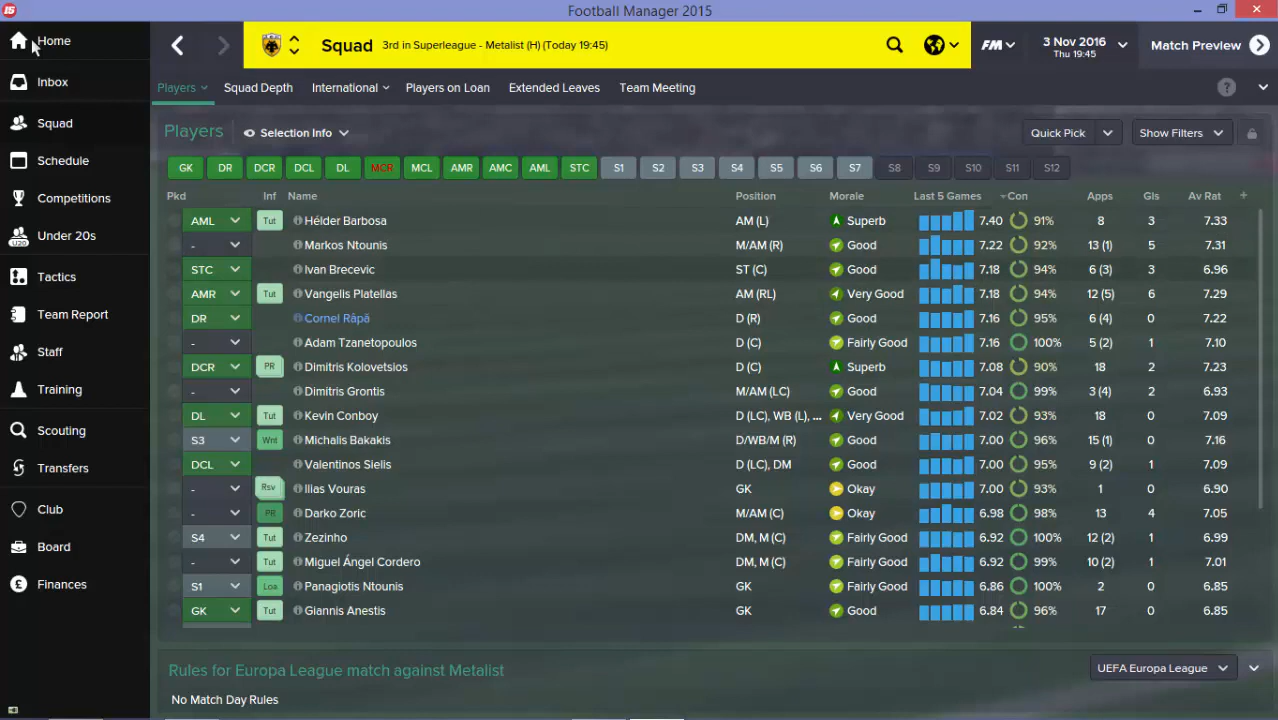 Football Manager 2015
Home
Inbox
Squad
Schedule
Competitions
Under 20s
Tactics
Team Report
Staff
Training
Scouting
Transfers
Club
Board
Finances
Squad 3rd in Superleague - Metalist (H) (Today 19:45)
FM
3 Nov 2016
Thu 19:45
Match Preview
Players Squad Depth International Players on Loan Extended Leaves Team Meeting ?
Players Selection Info Quick Pick Show Filters
GK DR DCR DCL DL MCR MCL AMR AMC AML STC S1 S2 S3 S4 S5 S6 S7 S8 S9 S10 S11 S12
Pkd Inf Name Position Morale Last 5 Games Con Apps Gls Av Rat +
AML Tut Hélder Barbosa AM (L) Superb 7.40 91% 8 3 7.33
- Markos Ntounis M/AM (R) Good 7.22 92% 13 (1) 5 7.31
STC Ivan Brecevic ST (C) Good 7.18 94% 6 (3) 3 6.96
AMR Tut Vangelis Platellas AM (RL) Very Good 7.18 94% 12 (5) 6 7.29
DR Cornel Râpă D (R) Good 7.16 95% 6 (4) 0 7.22
- Adam Tzanetopoulos D (C) Fairly Good 7.16 100% 5 (2) 1 7.10
DCR PR Dimitris Kolovetsios D (C) Superb 7.08 90% 18 2 7.23
- Dimitris Grontis M/AM (LC) Good 7.04 99% 3 (4) 2 6.93
DL Tut Kevin Conboy D (LC), WB (L), ... Very Good 7.02 93% 18 0 7.09
S3 Wnt Michalis Bakakis D/WB/M (R) Good 7.00 96% 15 (1) 0 7.16
DCL Valentinos Sielis D (LC), DM Good 7.00 95% 9 (2) 1 7.09
- Rsv Ilias Vouras GK Okay 7.00 93% 1 0 6.90
- PR Darko Zoric M/AM (C) Okay 6.98 98% 13 4 7.05
S4 Tut Zezinho DM, M (C) Fairly Good 6.92 100% 12 (2) 1 6.99
- Tut Miguel Ángel Cordero DM, M (C) Fairly Good 6.92 99% 10 (2) 1 7.01
S1 Loa Panagiotis Ntounis GK Fairly Good 6.86 100% 2 0 6.85
GK Tut Giannis Anestis GK Good 6.84 96% 17 0 6.85
Rules for Europa League match against Metalist UEFA Europa League
No Match Day Rules